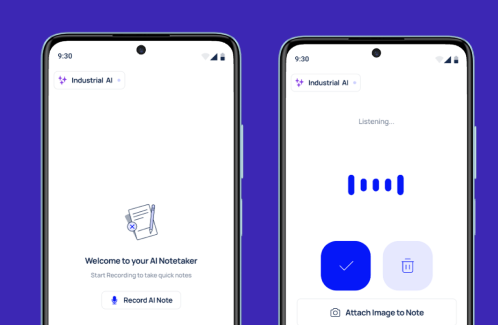 9:30
Industrial AI
Welcome to your AI Notetaker
Start Recording to take quick notes
Record AI Note
9:30
Industrial AI
Listening...
Attach Image to Note